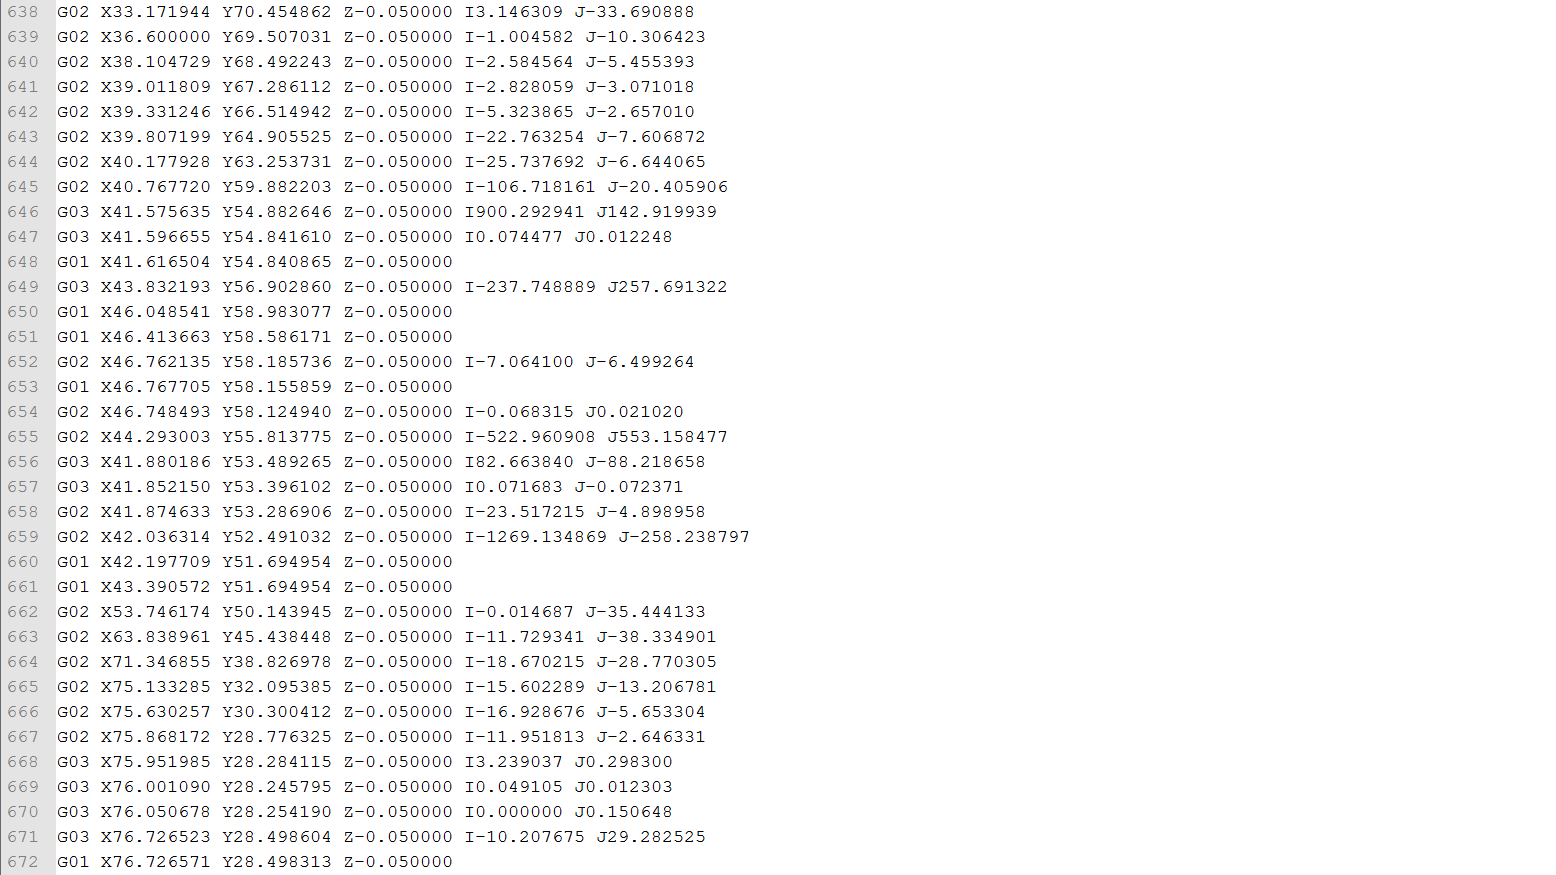 638 G02 X33.171944 Y70.454862 Z-0.050000 I3.146309 J-33.690888
639 G02 X36.600000 Y69.507031 Z-0.050000 I-1.004582 J-10.306423
640 G02 X38.104729 Y68.492243 Z-0.050000 I-2.584564 J-5.455393
641 G02 X39.011809 Y67.286112 Z-0.050000 I-2.828059 J-3.071018
642 G02 X39.331246 Y66.514942 Z-0.050000 I-5.323865 J-2.657010
643 G02 X39.807199 Y64.905525 Z-0.050000 I-22.763254 J-7.606872
644 G02 X40.177928 Y63.253731 Z-0.050000 I-25.737692 J-6.644065
645 G02 X40.767720 Y59.882203 Z-0.050000 I-106.718161 J-20.405906
646 G03 X41.575635 Y54.882646 Z-0.050000 I900.292941 J142.919939
647 G03 X41.596655 Y54.841610 Z-0.050000 I0.074477 J0.012248
648 G01 X41.616504 Y54.840865 Z-0.050000
649 G03 X43.832193 Y56.902860 Z-0.050000 I-237.748889 J257.691322
650 G01 X46.048541 Y58.983077 Z-0.050000
651 G01 X46.413663 Y58.586171 Z-0.050000
652 G02 X46.762135 Y58.185736 Z-0.050000 I-7.064100 J-6.499264
653 G01 X46.767705 Y58.155859 Z-0.050000
654 G02 X46.748493 Y58.124940 Z-0.050000 I-0.068315 J0.021020
655 G02 X44.293003 Y55.813775 Z-0.050000 I-522.960908 J553.158477
656 G03 X41.880186 Y53.489265 Z-0.050000 I82.663840 J-88.218658
657 G03 X41.852150 Y53.396102 Z-0.050000 I0.071683 J-0.072371
658 G02 X41.874633 Y53.286906 Z-0.050000 I-23.517215 J-4.898958
659 G02 X42.036314 Y52.491032 Z-0.050000 I-1269.134869 J-258.238797
660 G01 X42.197709 Y51.694954 Z-0.050000
661 G01 X43.390572 Y51.694954 Z-0.050000
662 G02 X53.746174 Y50.143945 Z-0.050000 I-0.014687 J-35.444133
663 G02 X63.838961 Y45.438448 Z-0.050000 I-11.729341 J-38.334901
664 G02 X71.346855 Y38.826978 Z-0.050000 I-18.670215 J-28.770305
665 G02 X75.133285 Y32.095385 Z-0.050000 I-15.602289 J-13.206781
666 G02 X75.630257 Y30.300412 Z-0.050000 I-16.928676 J-5.653304
667 G02 X75.868172 Y28.776325 Z-0.050000 I-11.951813 J-2.646331
668 G03 X75.951985 Y28.284115 Z-0.050000 I3.239037 J0.298300
669 G03 X76.001090 Y28.245795 Z-0.050000 I0.049105 J0.012303
670 G03 X76.050678 Y28.254190 Z-0.050000 I0.000000 J0.150648
671 G03 X76.726523 Y28.498604 Z-0.050000 I-10.207675 J29.282525
672 G01 X76.726571 Y28.498313 Z-0.050000